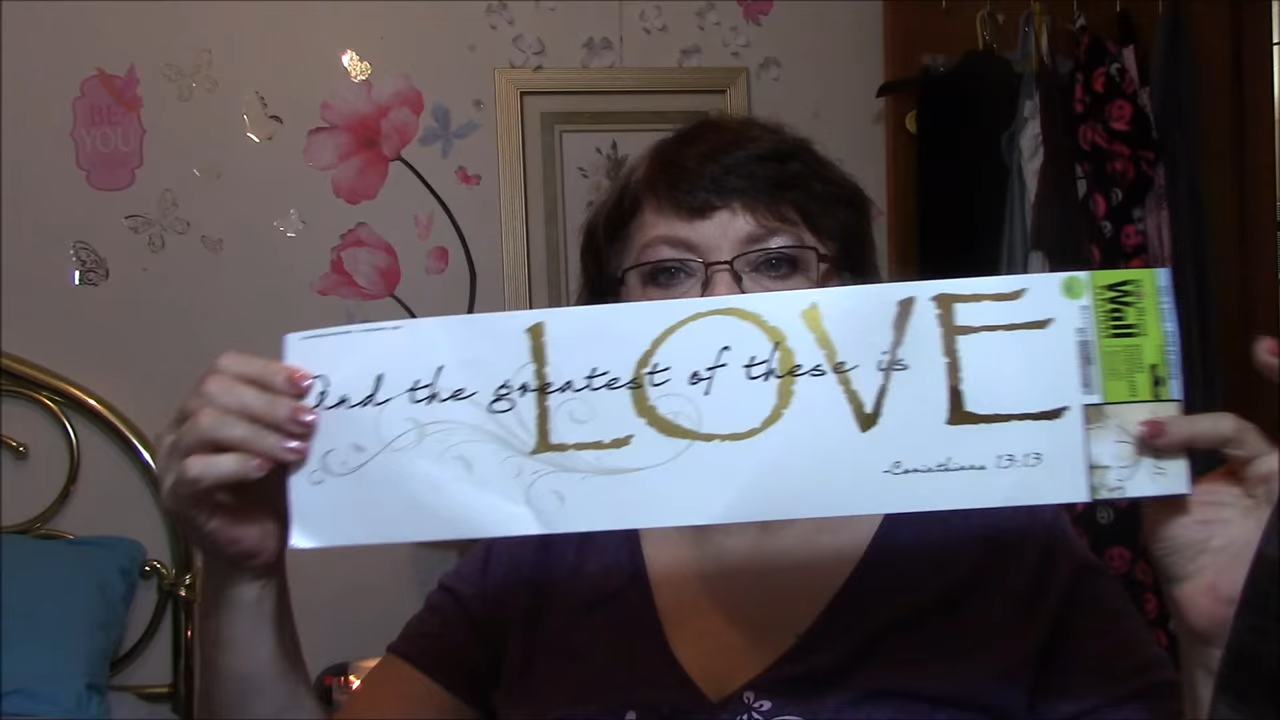 BE
YOU
And the greatest of these is
LOVE
-Corinthians 13:13
Wall